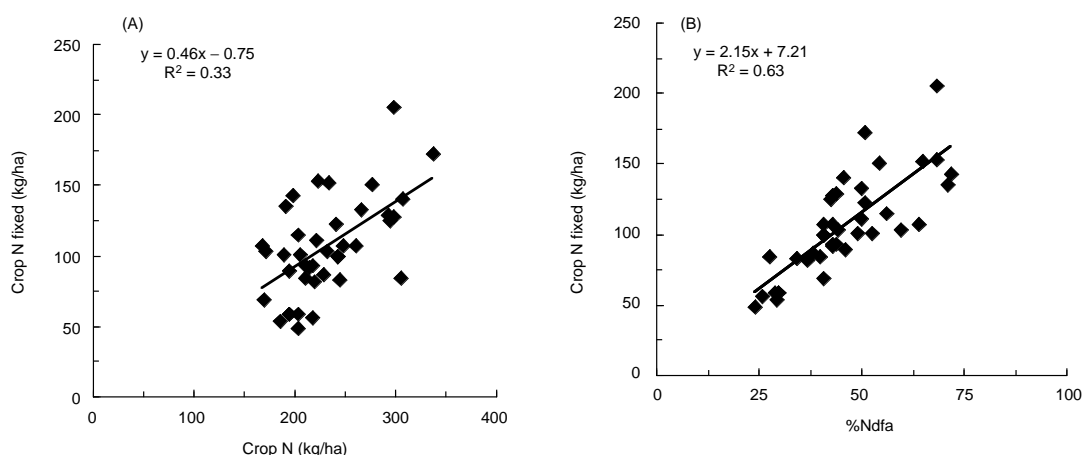 (A)
y = 0.46x – 0.75
R² = 0.33
Crop N fixed (kg/ha)
250
200
150
100
50
0
0 100 200 300 400
Crop N (kg/ha)
(B)
y = 2.15x + 7.21
R² = 0.63
Crop N fixed (kg/ha)
250
200
150
100
50
0
0 25 50 75 100
%Ndfa